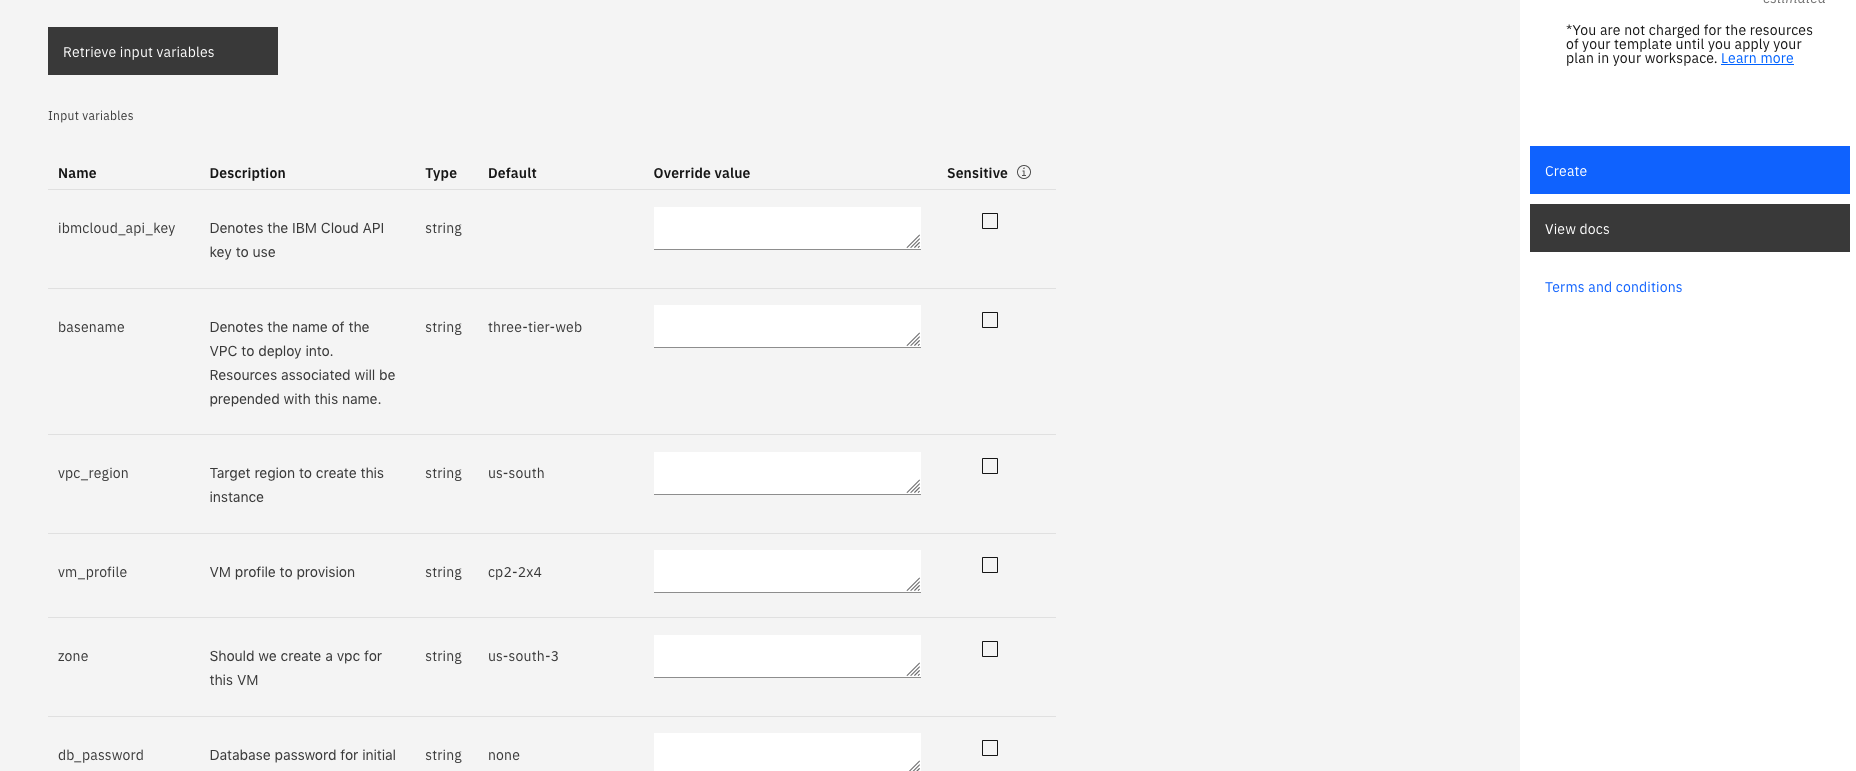 Retrieve input variables
Input variables
Name Description Type Default Override value Sensitive
ibmcloud_api_key Denotes the IBM Cloud API string
key to use
basename Denotes the name of the string three-tier-web
VPC to deploy into.
Resources associated will be
prepended with this name.
vpc_region Target region to create this string us-south
instance
vm_profile VM profile to provision string cp2-2x4
zone Should we create a vpc for string us-south-3
this VM
db_password Database password for initial string none
*You are not charged for the resources
of your template until you apply your
plan in your workspace. Learn more
Create
View docs
Terms and conditions